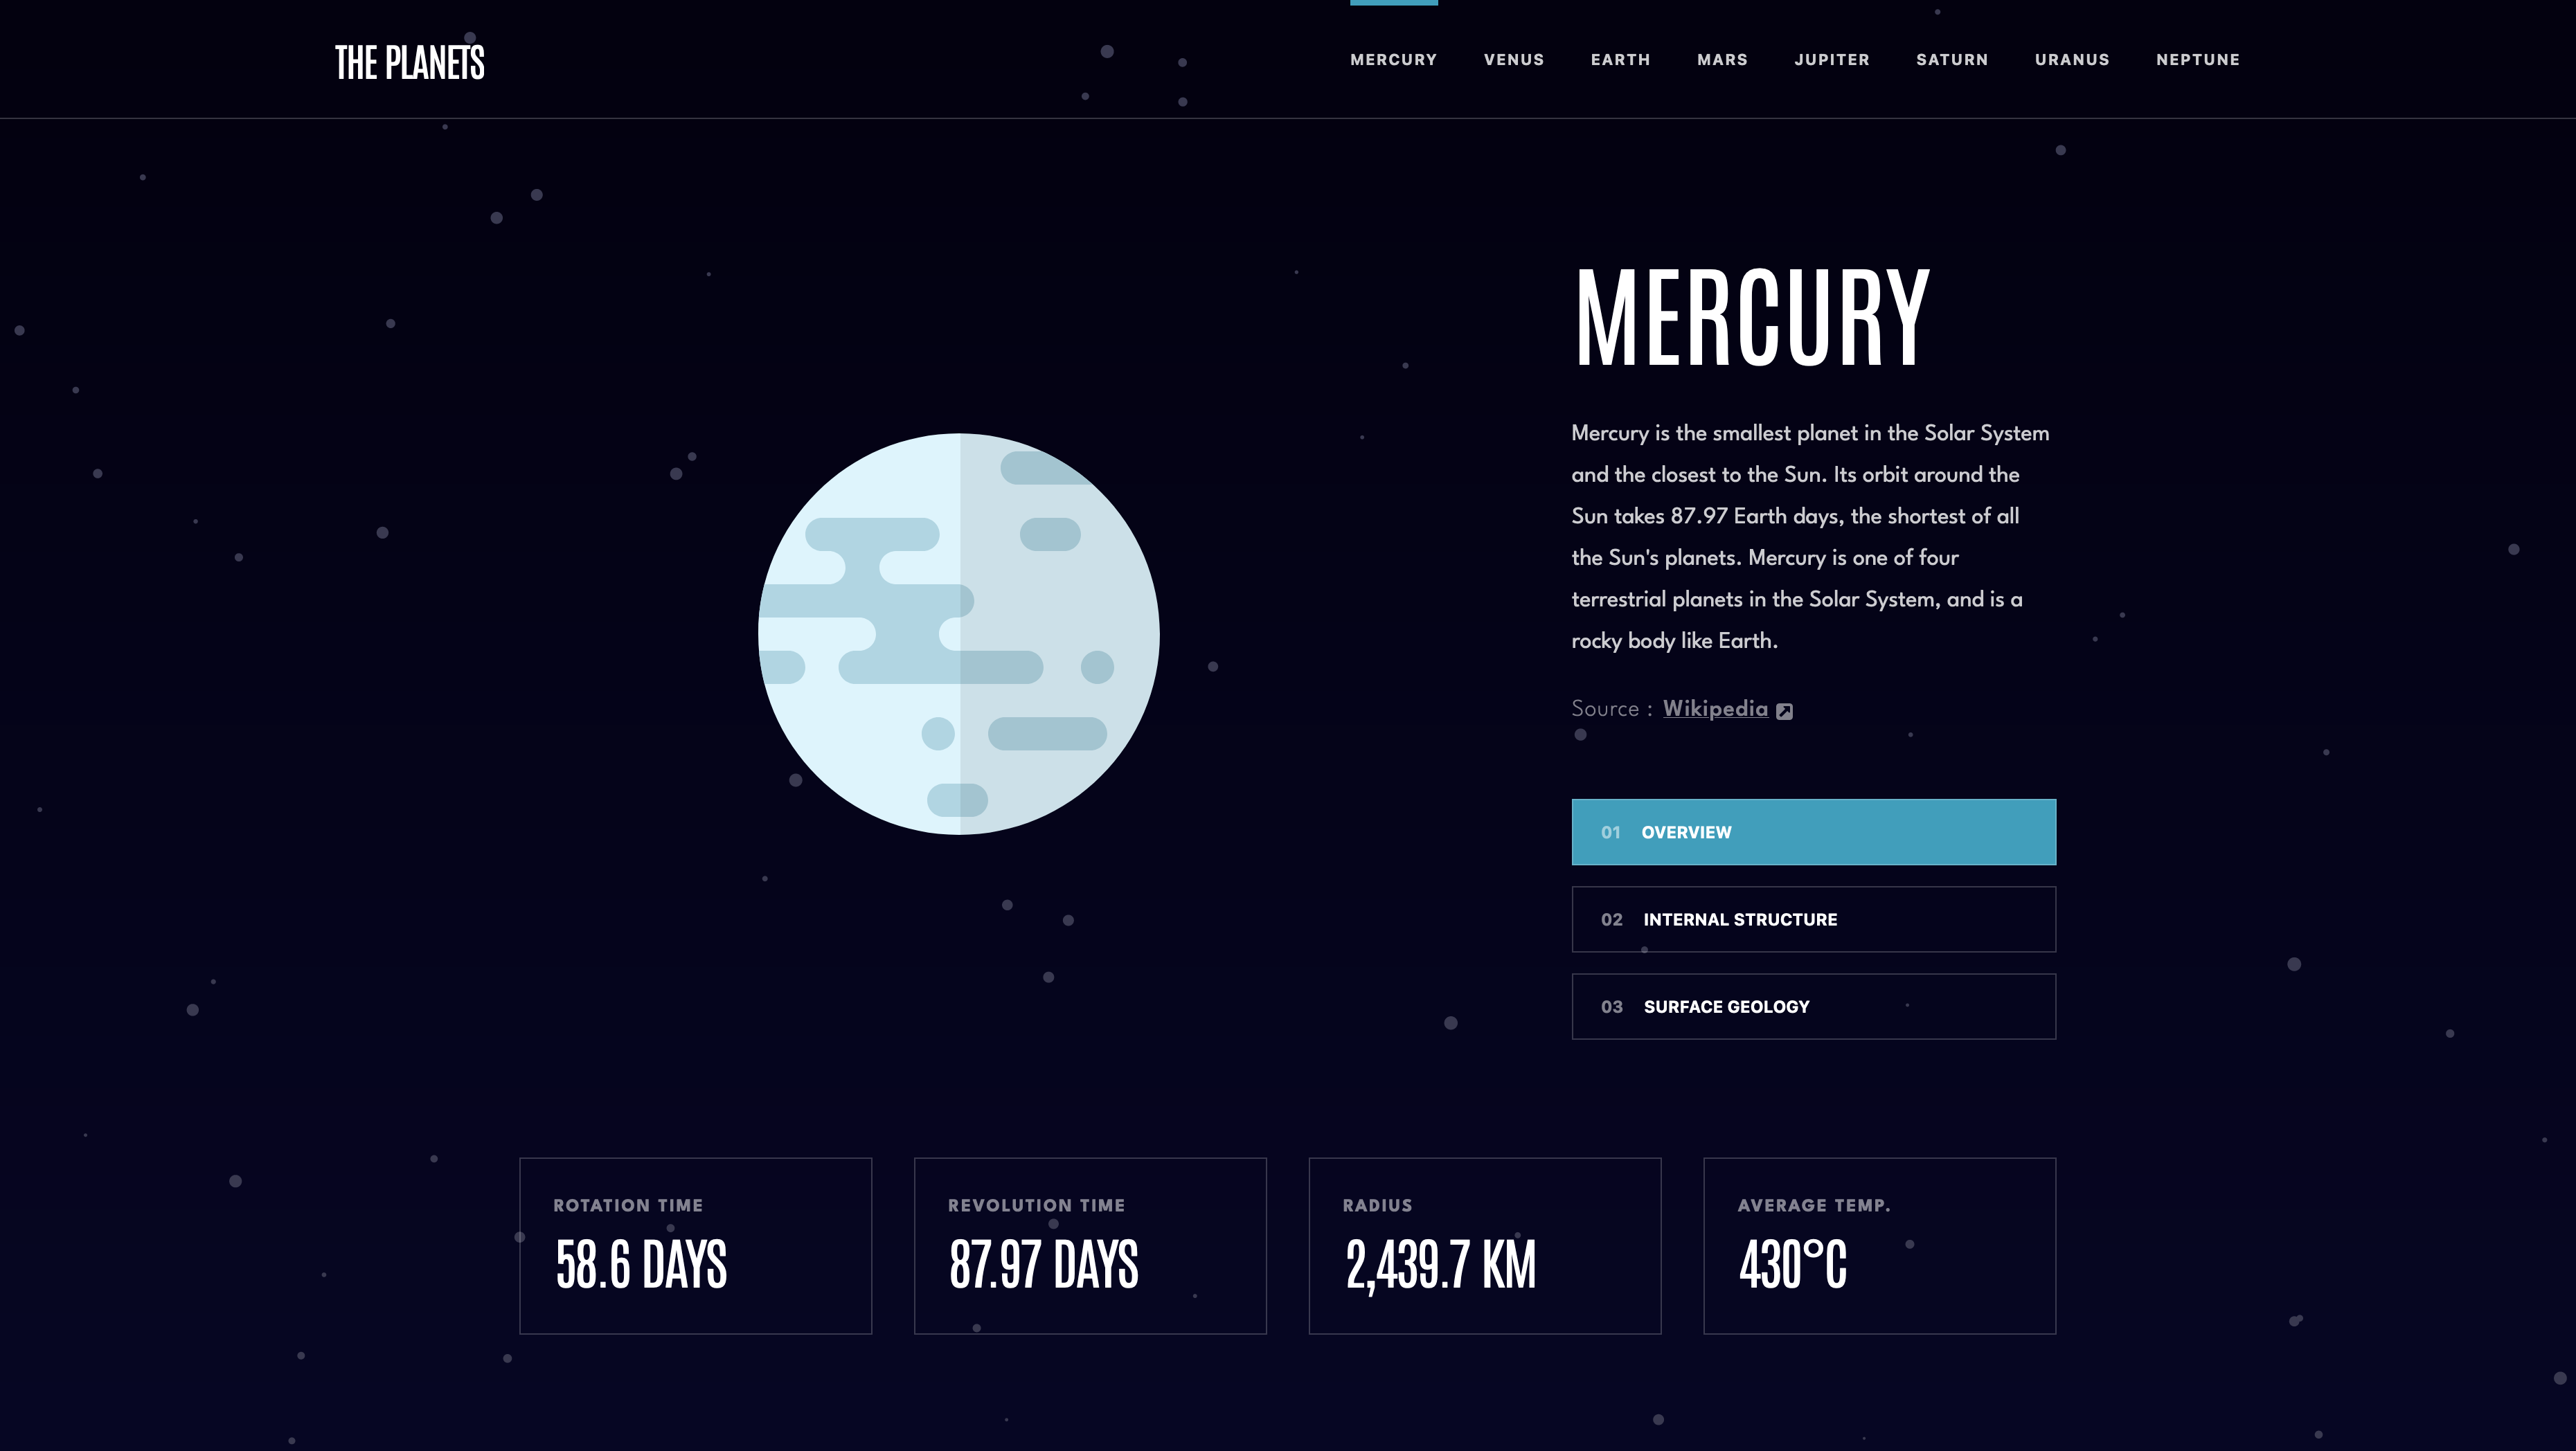 THE PLANETS
MERCURY VENUS EARTH MARS JUPITER SATURN URANUS NEPTUNE
MERCURY
Mercury is the smallest planet in the Solar System
and the closest to the Sun. Its orbit around the
Sun takes 87.97 Earth days, the shortest of all
the Sun's planets. Mercury is one of four
terrestrial planets in the Solar System, and is a
rocky body like Earth.
Source : Wikipedia
01 OVERVIEW
02 INTERNAL STRUCTURE
03 SURFACE GEOLOGY
ROTATION TIME
58.6 DAYS
REVOLUTION TIME
87.97 DAYS
RADIUS
2,439.7 KM
AVERAGE TEMP.
430°C